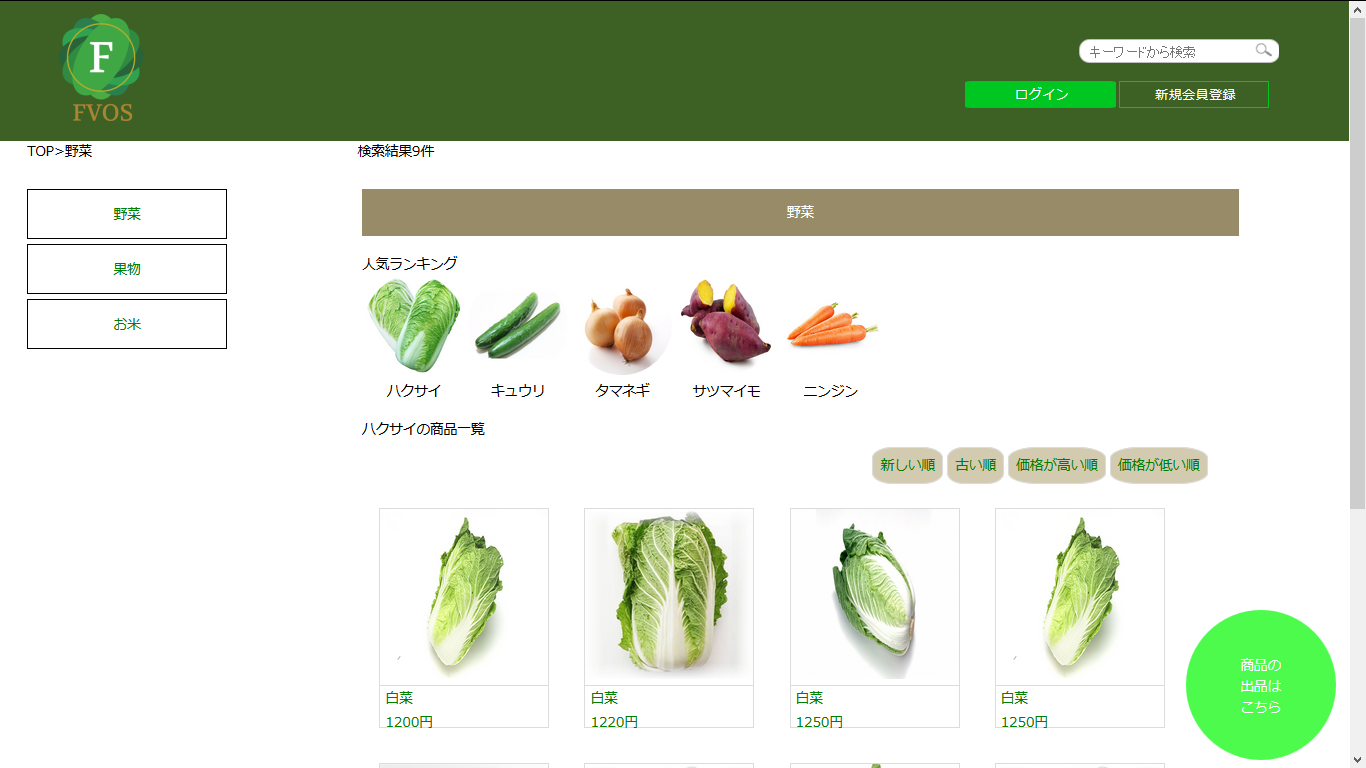 F
FVOS
キーワードから検索
ログイン
新規会員登録
TOP>野菜
検索結果9件
野菜
果物
お米
野菜
人気ランキング
ハクサイ
キュウリ
タマネギ
サツマイモ
ニンジン
ハクサイの商品一覧
新しい順
古い順
価格が高い順
価格が低い順
白菜
1200円
白菜
1220円
白菜
1250円
白菜
1250円
商品の
出品は
こちら